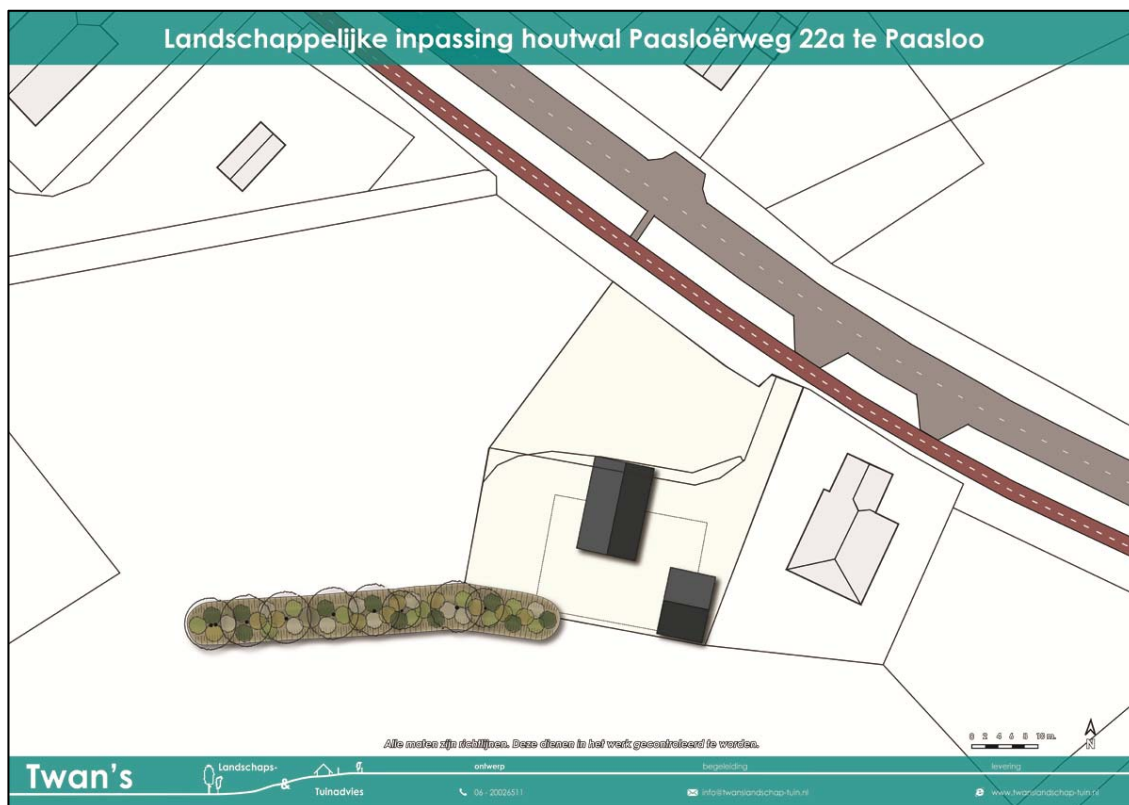 Landschappelijke inpassing houtwal Paasloërweg 22a te Paasloo
Alle maten zijn richtlijnen. Deze dienen in het werk gecontroleerd te worden.
0 2 4 6 8 10 m.
N
Twan's
Landschaps-
&
Tuinadvies
ontwerp
begeleiding
levering
06 - 20026511
info@twanslandschap-tuin.nl
www.twanslandschap-tuin.nl